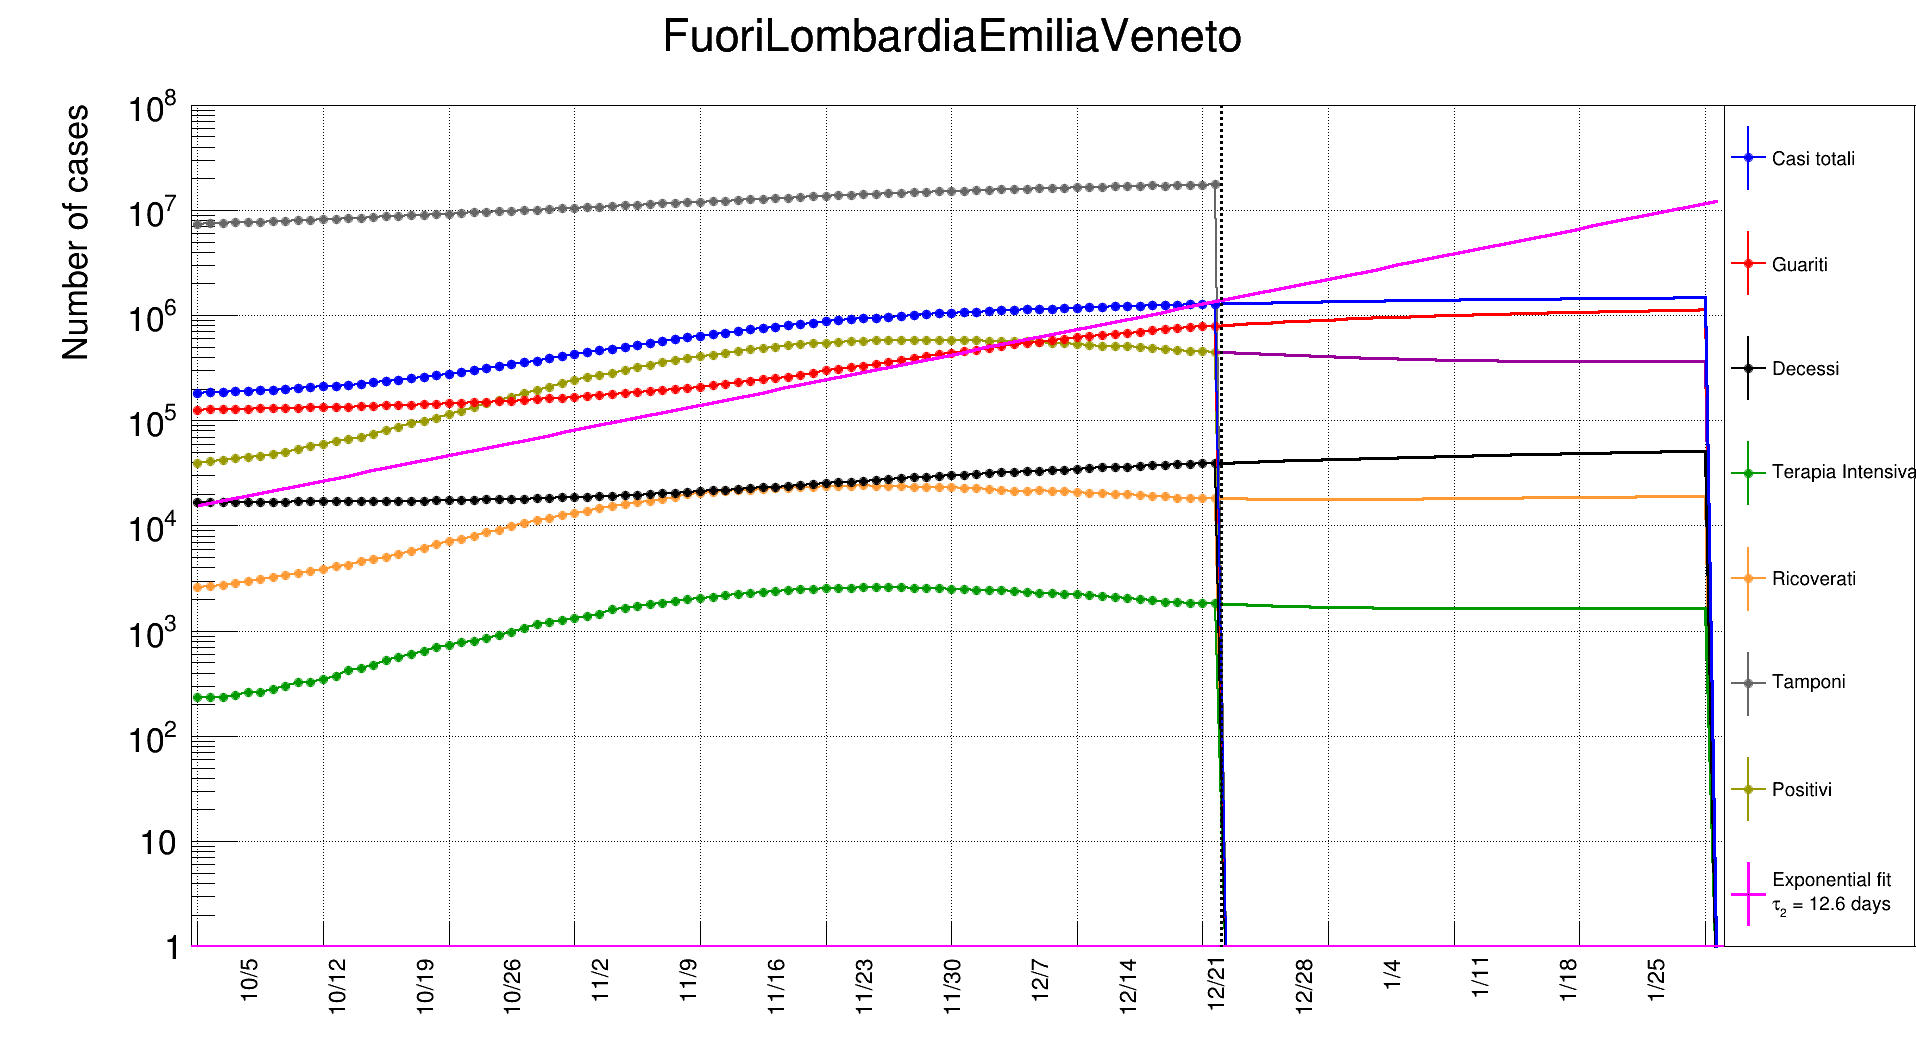 FuoriLombardiaEmiliaVeneto
Number of cases
10^8
10^7
10^6
10^5
10^4
10^3
10^2
10
1
10/5
10/12
10/19
10/26
11/2
11/9
11/16
11/23
11/30
12/7
12/14
12/21
12/28
1/4
1/11
1/18
1/25
Casi totali
Guariti
Decessi
Terapia Intensiva
Ricoverati
Tamponi
Positivi
Exponential fit
τ₂ = 12.6 days